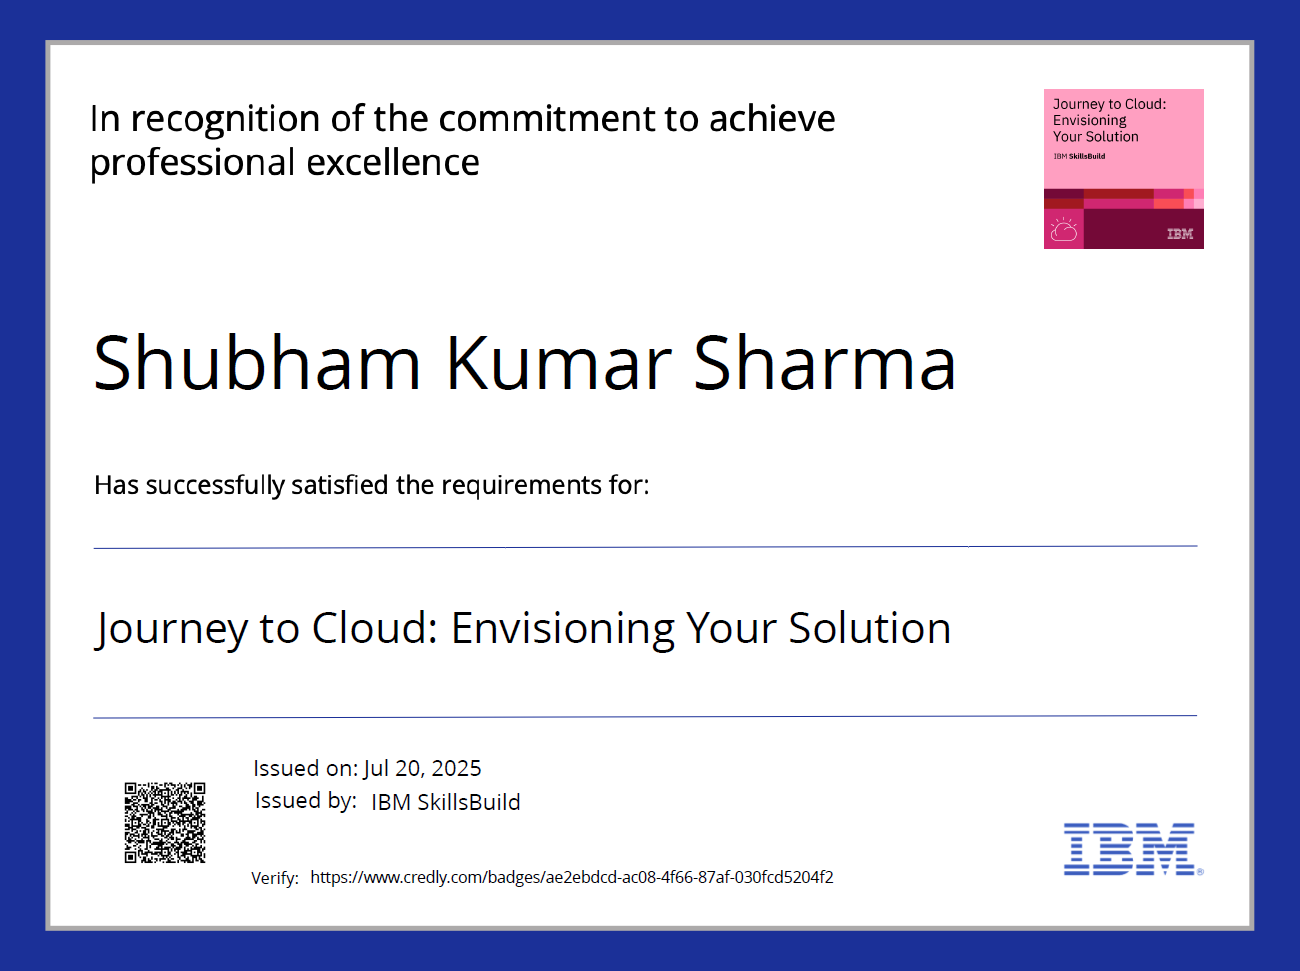 In recognition of the commitment to achieve
professional excellence
Journey to Cloud:
Envisioning
Your Solution
IBM SkillsBuild
IBM
Shubham Kumar Sharma
Has successfully satisfied the requirements for:
Journey to Cloud: Envisioning Your Solution
Issued on: Jul 20, 2025
Issued by: IBM SkillsBuild
Verify: https://www.credly.com/badges/ae2ebdcd-ac08-4f66-87af-030fcd5204f2
IBM®